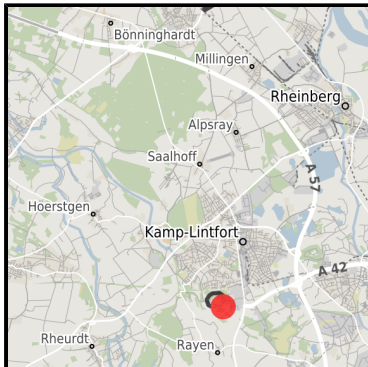 Bönninghardt
Millingen
Rheinberg
Alpsray
Saalhoff
A 57
Hoerstgen
Kamp-Lintfort
A 42
Rheurdt
Rayen